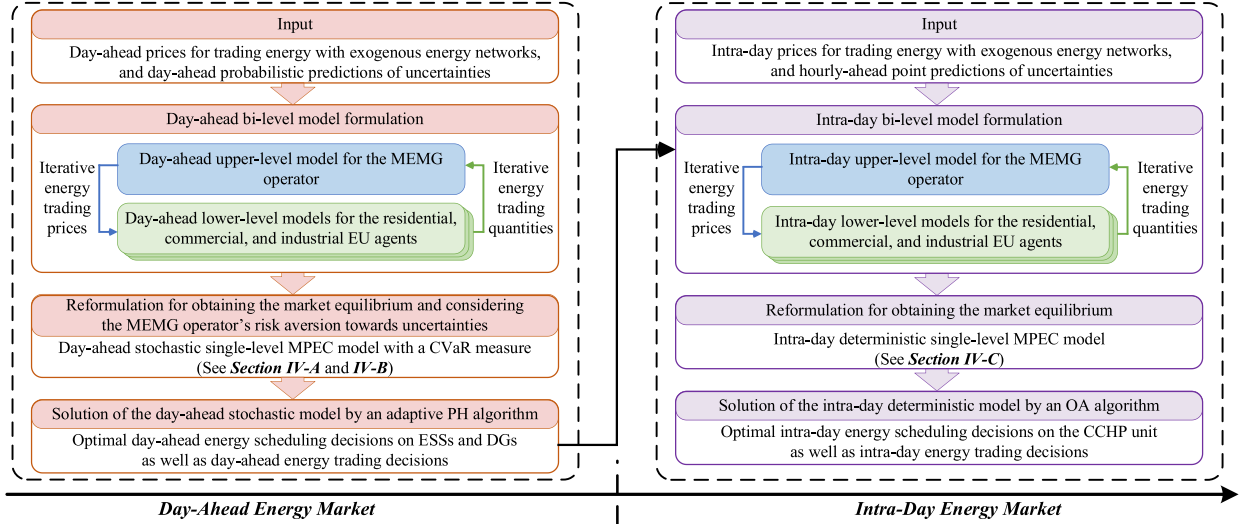 Input
Day-ahead prices for trading energy with exogenous energy networks,
and day-ahead probabilistic predictions of uncertainties
Day-ahead bi-level model formulation
Iterative
energy
trading
prices
Day-ahead upper-level model for the MEMG
operator
Day-ahead lower-level models for the residential,
commercial, and industrial EU agents
Iterative
energy
trading
quantities
Reformulation for obtaining the market equilibrium and considering
the MEMG operator's risk aversion towards uncertainties
Day-ahead stochastic single-level MPEC model with a CVaR measure
(See Section IV-A and IV-B)
Solution of the day-ahead stochastic model by an adaptive PH algorithm
Optimal day-ahead energy scheduling decisions on ESSs and DGs
as well as day-ahead energy trading decisions
Day-Ahead Energy Market
Input
Intra-day prices for trading energy with exogenous energy networks,
and hourly-ahead point predictions of uncertainties
Intra-day bi-level model formulation
Iterative
energy
trading
prices
Intra-day upper-level model for the MEMG
operator
Intra-day lower-level models for the residential,
commercial, and industrial EU agents
Iterative
energy
trading
quantities
Reformulation for obtaining the market equilibrium
Intra-day deterministic single-level MPEC model
(See Section IV-C)
Solution of the intra-day deterministic model by an OA algorithm
Optimal intra-day energy scheduling decisions on the CCHP unit
as well as intra-day energy trading decisions
Intra-Day Energy Market